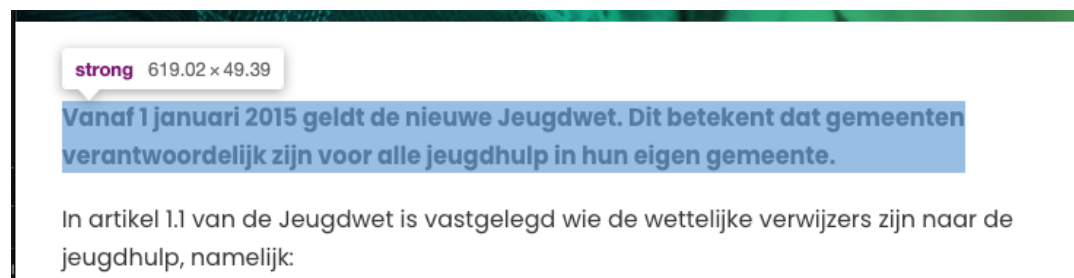 strong 619.02 × 49.39
Vanaf 1 januari 2015 geldt de nieuwe Jeugdwet. Dit betekent dat gemeenten
verantwoordelijk zijn voor alle jeugdhulp in hun eigen gemeente.
In artikel 1.1 van de Jeugdwet is vastgelegd wie de wettelijke verwijzers zijn naar de
jeugdhulp, namelijk: